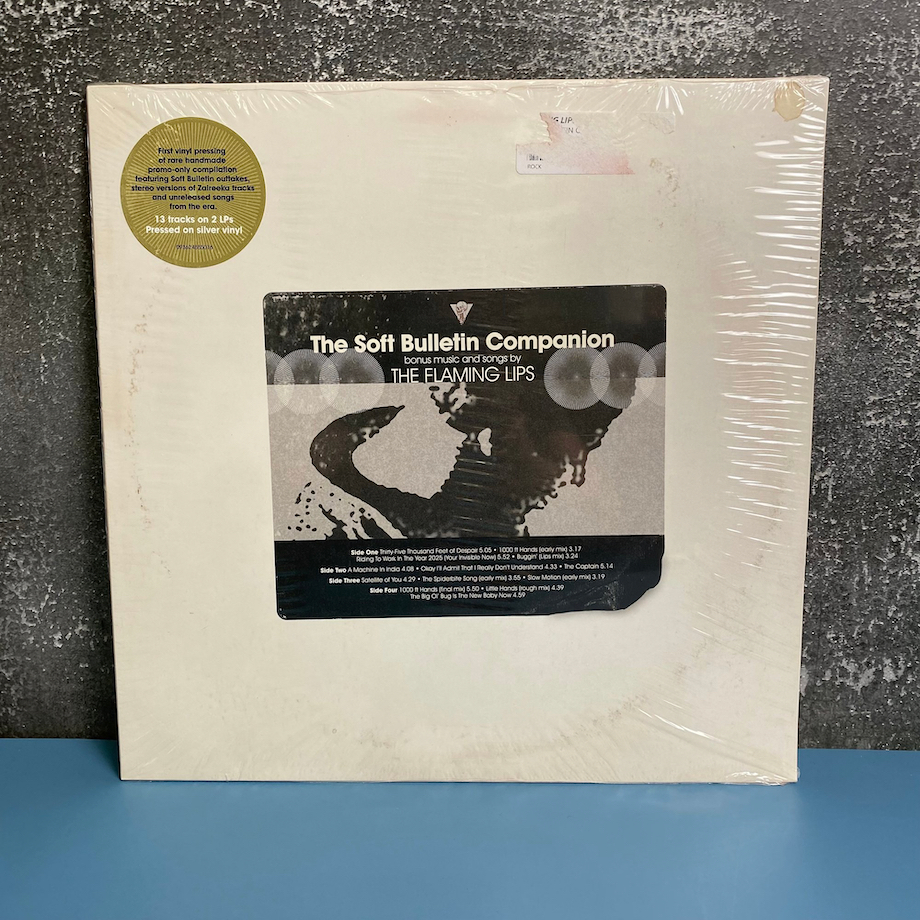 First vinyl pressing
of rare handmade
promo-only compilation
featuring Soft Bulletin outtakes,
stereo versions of Zaireeka tracks
and unreleased songs
from the era.
13 tracks on 2 LPs
Pressed on silver vinyl
G LIP
IN C
ROCK
The Soft Bulletin Companion
bonus music and songs by
THE FLAMING LIPS
Side One Thirty-Five Thousand Feet of Despair 5.05 • 1000 ft Hands (early mix) 3.17
Riding To Work In The Year 2025 (Your Invisible Now) 5.52 • Buggin' (Lips mix) 3.24
Side Two A Machine In India 4.08 • Okay I'll Admit That I Really Don't Understand 4.33 • The Captain 5.14
Side Three Satellite of You 4.29 • The Spiderbite Song (early mix) 3.55 • Slow Motion (early mix) 3.19
Side Four 1000 ft Hands (final mix) 5.50 • Little Hands (rough mix) 4.39
The Big Ol' Bug Is The New Baby Now 4.59